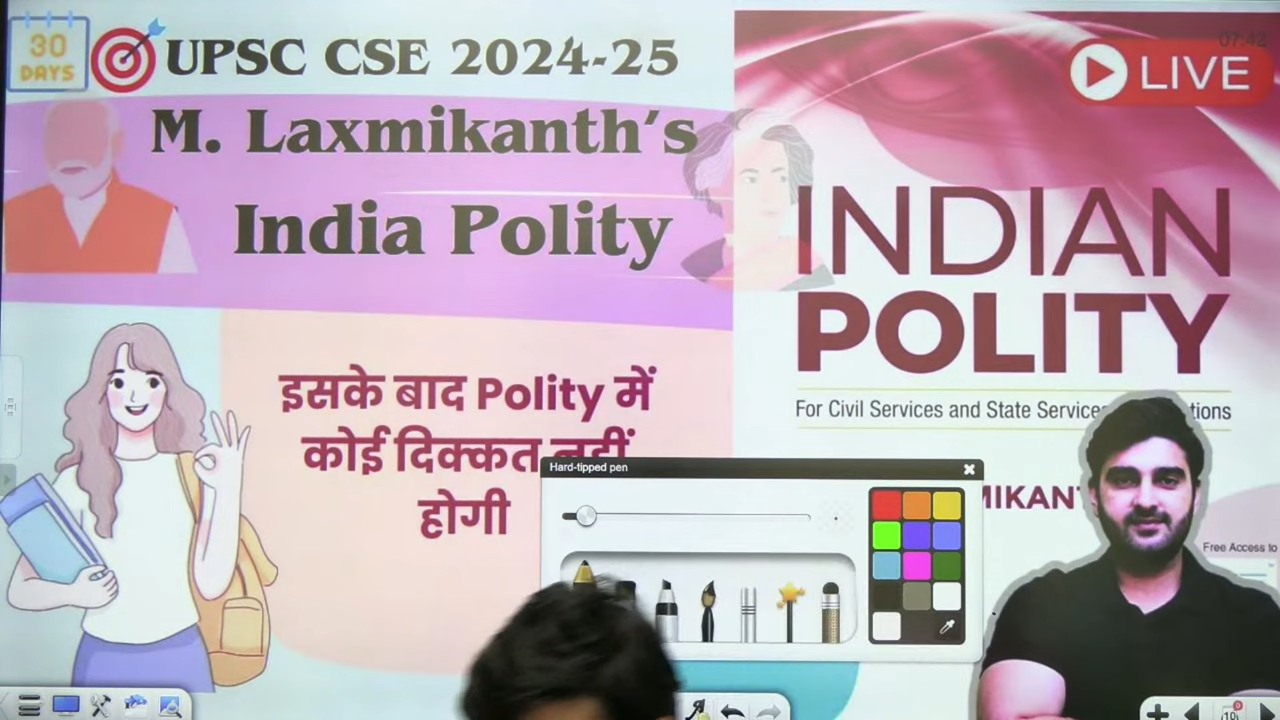 30
DAYS
UPSC CSE 2024-25
M. Laxmikanth's
India Polity
इसके बाद Polity में
कोई दिक्कत नहीं
होगी
07:42
LIVE
INDIAN
POLITY
For Civil Services and State Services
Free Access to
Hard-tipped pen